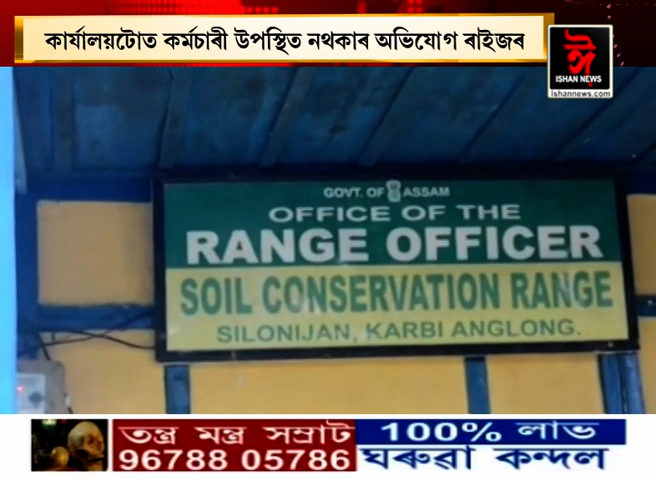 কাৰ্যালয়টোত কৰ্মচাৰী উপস্থিত নথকাৰ অভিযোগ ৰাইজৰ
ঈ
ISHAN NEWS
ishannews.com
GOVT. OF ASSAM
OFFICE OF THE
RANGE OFFICER
SOIL CONSERVATION RANGE
SILONIJAN, KARBI ANGLONG.
তন্ত্ৰ মন্ত্ৰ সম্ৰাট
96788 05786
100% লাভ
ঘৰুৱা কন্দল